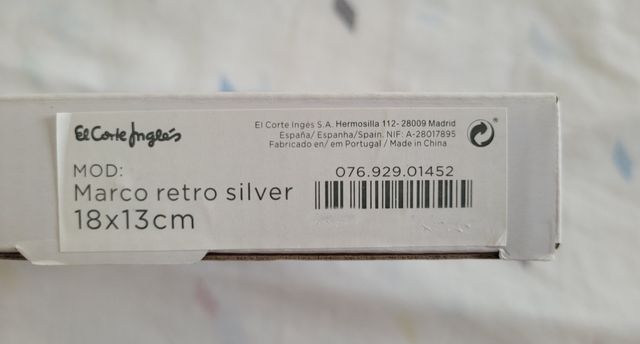 El Corte Inglés
El Corte Inglés S.A. Hermosilla 112- 28009 Madrid
España/ Espanha/Spain. NIF: A-28017895
Fabricado en/ em Portugal / Made in China
MOD:
Marco retro silver
18x13cm
076.929.01452